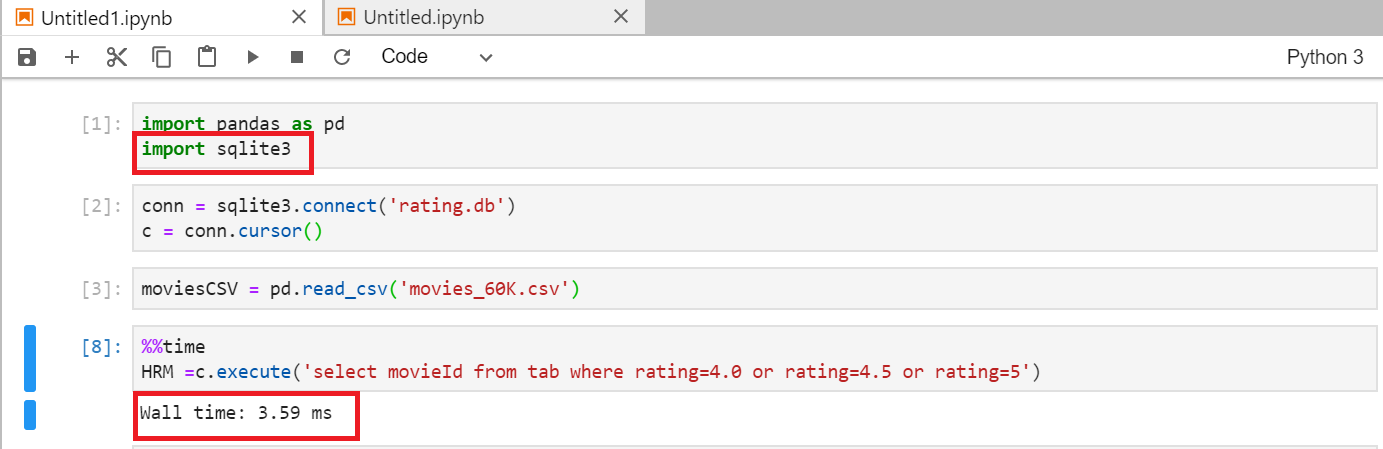 Untitled1.ipynb
Untitled.ipynb
Code
Python 3
[1]:
import pandas as pd
import sqlite3
[2]:
conn = sqlite3.connect('rating.db')
c = conn.cursor()
[3]:
moviesCSV = pd.read_csv('movies_60K.csv')
[8]:
%%time
HRM =c.execute('select movieId from tab where rating=4.0 or rating=4.5 or rating=5')
Wall time: 3.59 ms